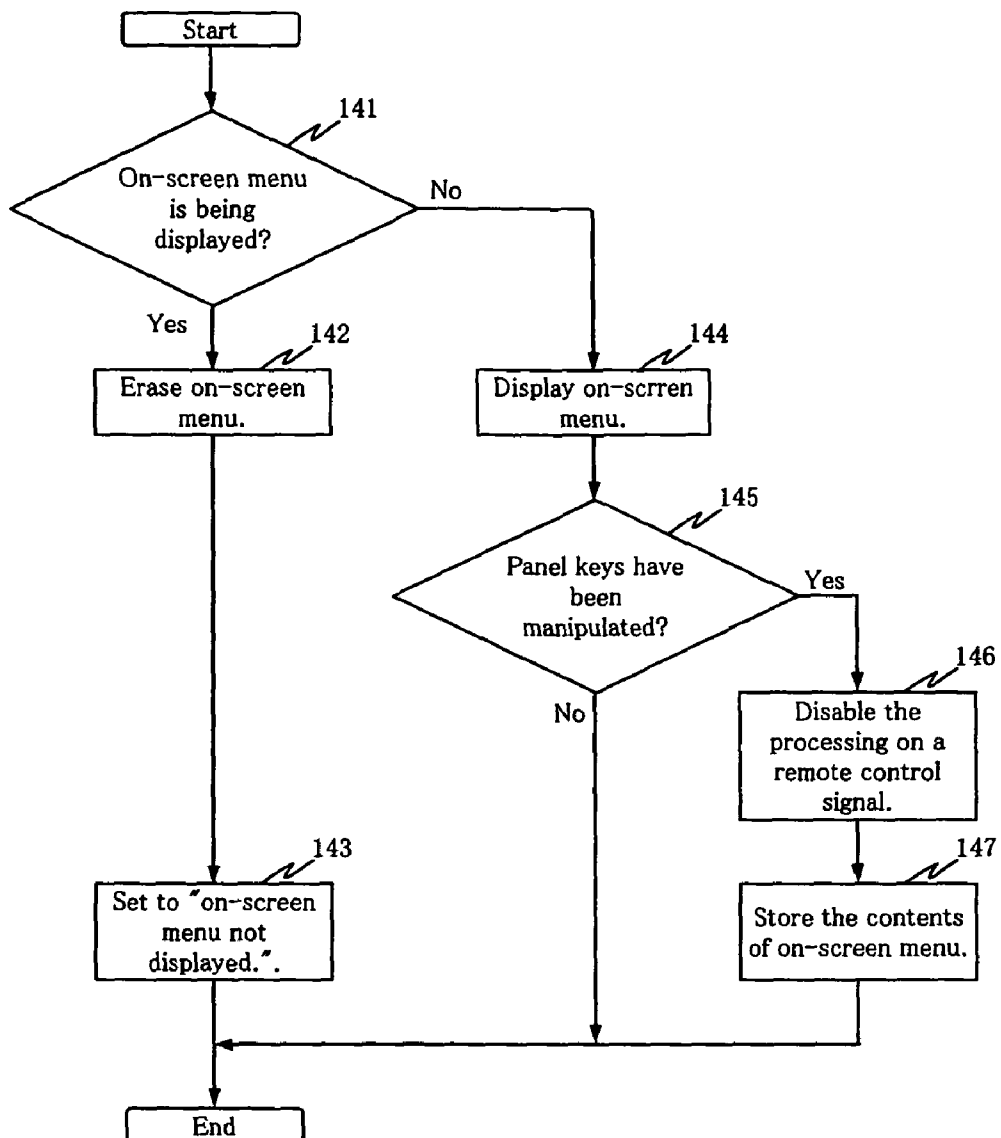 Start
141
On-screen menu
is being
displayed?
No
Yes
142
Erase on-screen
menu.
144
Display on-scrren
menu.
145
Panel keys have
been
manipulated?
Yes
No
146
Disable the
processing on a
remote control
signal.
143
Set to "on-screen
menu not
displayed.".
147
Store the contents
of on-screen menu.
End